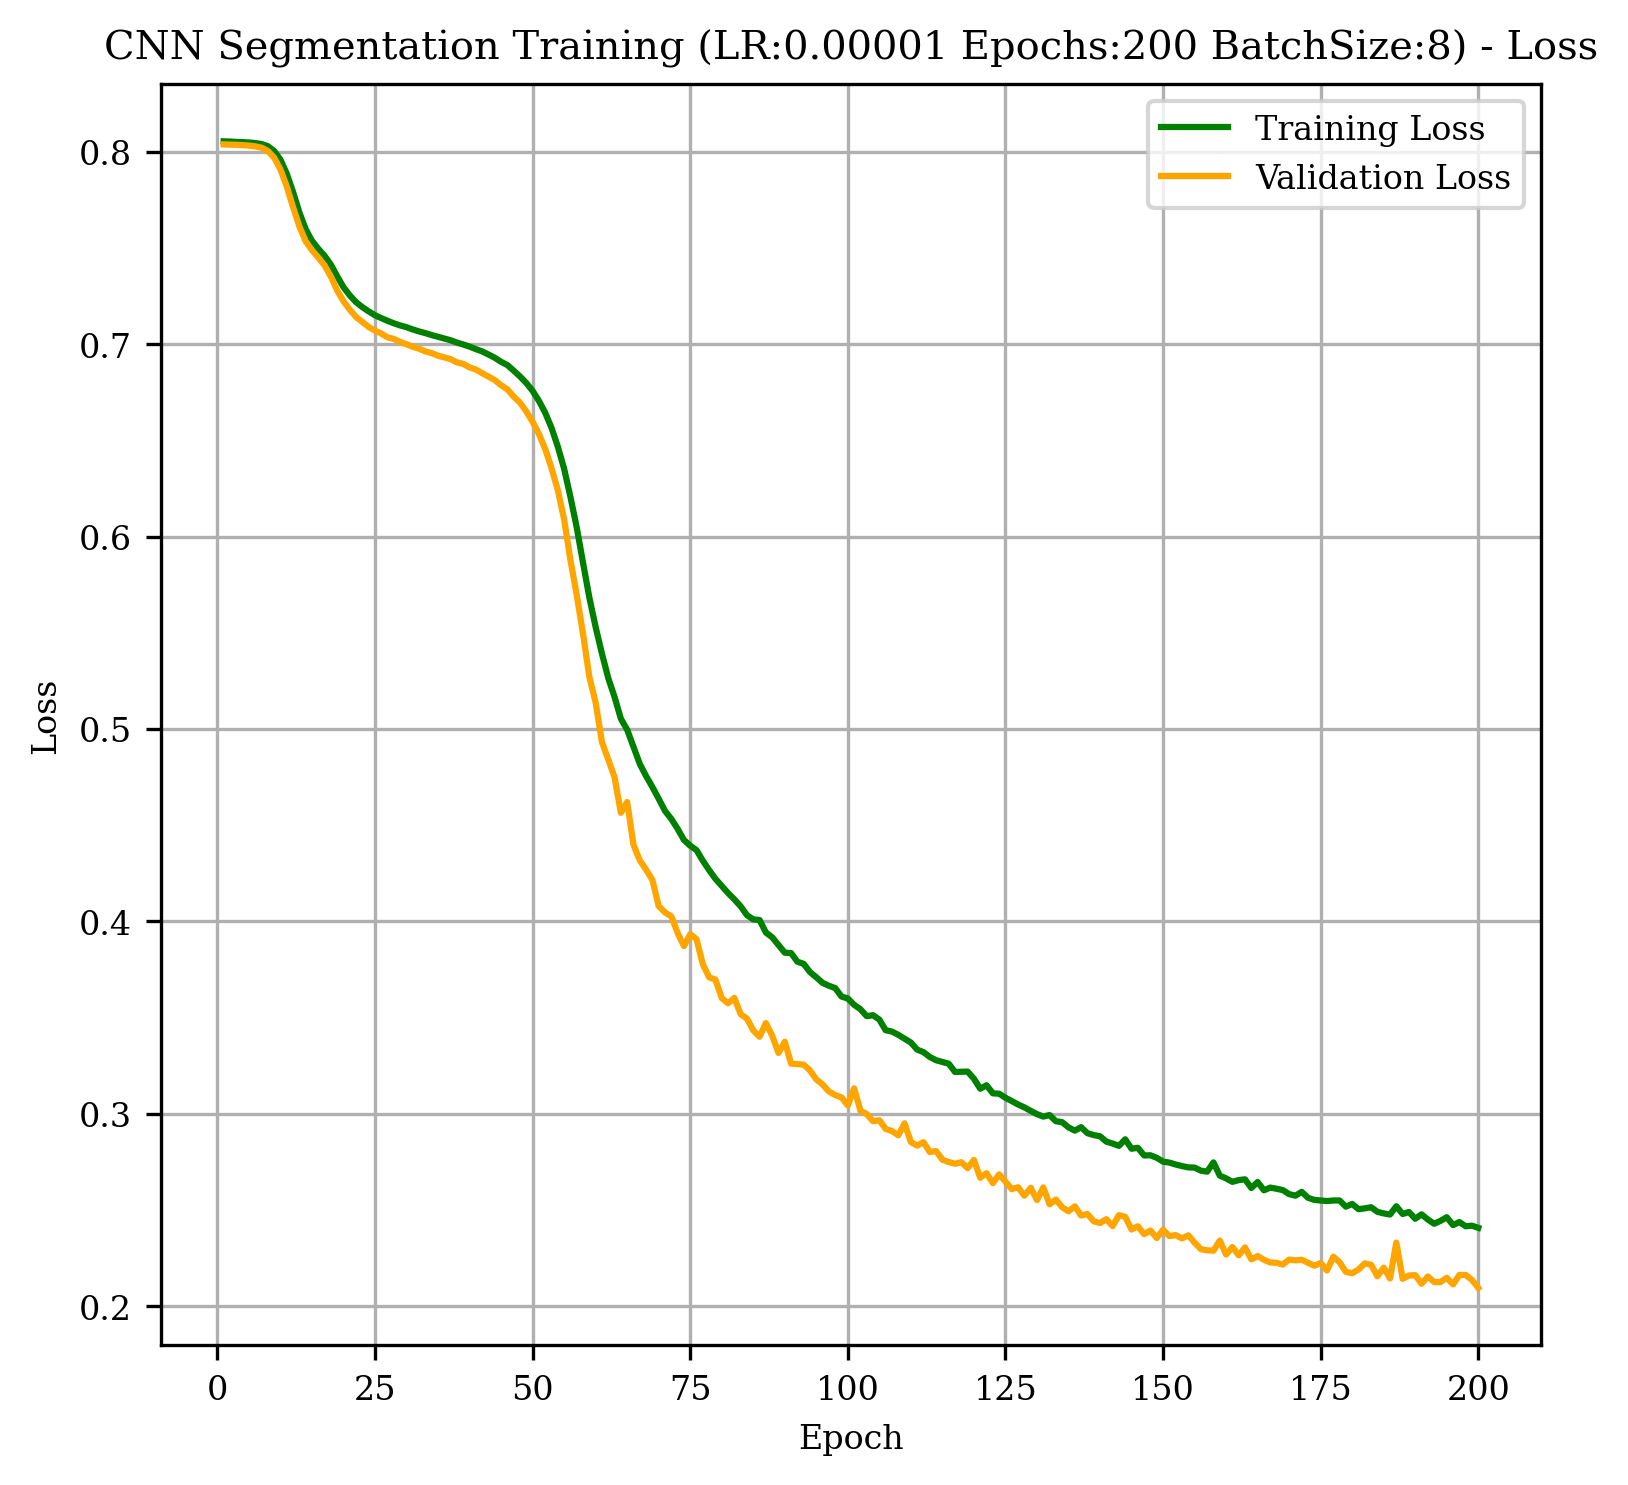 CNN Segmentation Training (LR:0.00001 Epochs:200 BatchSize:8) - Loss
Training Loss
Validation Loss
0.8
0.7
0.6
0.5
0.4
0.3
0.2
Loss
0 25 50 75 100 125 150 175 200
Epoch